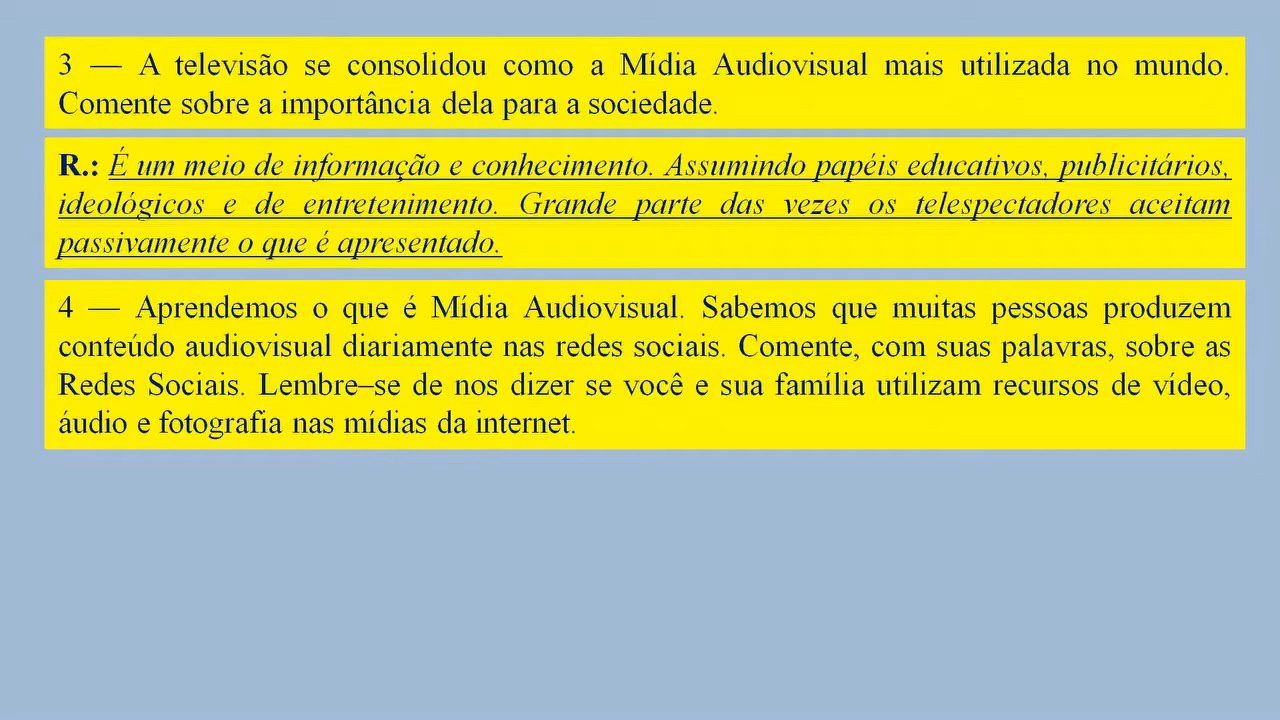 3 — A televisão se consolidou como a Mídia Audiovisual mais utilizada no mundo.
Comente sobre a importância dela para a sociedade.
R.: É um meio de informação e conhecimento. Assumindo papéis educativos, publicitários,
ideológicos e de entretenimento. Grande parte das vezes os telespectadores aceitam
passivamente o que é apresentado.
4 — Aprendemos o que é Mídia Audiovisual. Sabemos que muitas pessoas produzem
conteúdo audiovisual diariamente nas redes sociais. Comente, com suas palavras, sobre as
Redes Sociais. Lembre–se de nos dizer se você e sua família utilizam recursos de vídeo,
áudio e fotografia nas mídias da internet.